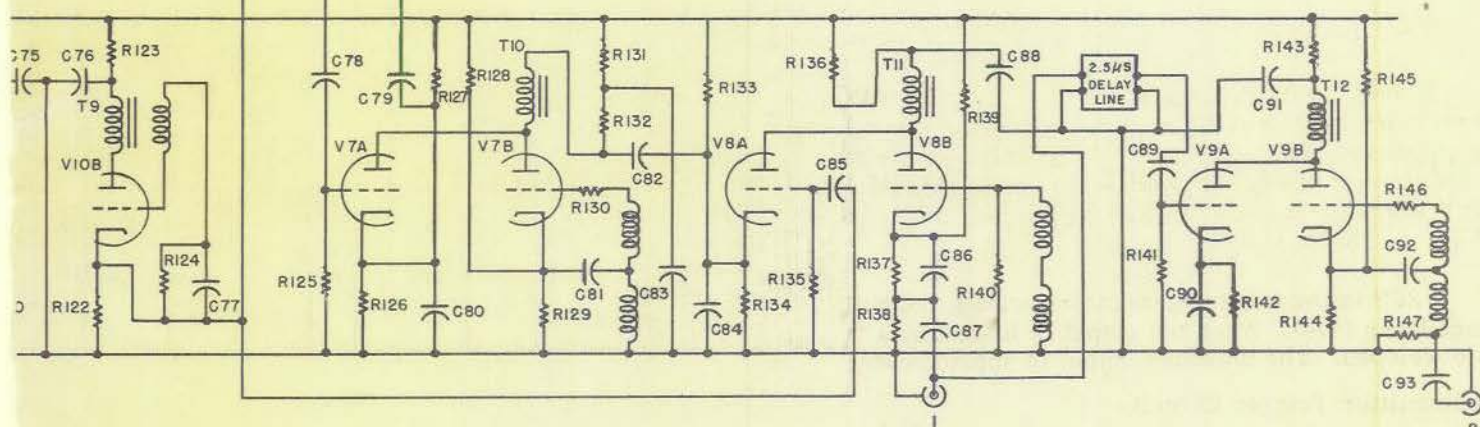 C75
C76
R123
T9
V10B
R124
R122
C77
C78
C79
R127
R128
T10
R131
R132
R133
V7A
V7B
C82
R130
R125
R126
C80
C81
R129
C83
C84
R134
V8A
C85
R135
R136
T11
V8B
C88
R139
R137
C86
R138
C87
R140
2.5μS
DELAY
LINE
C89
V9A
V9B
C91
R143
T12
R145
R146
R141
C90
R142
R144
C92
R147
C93